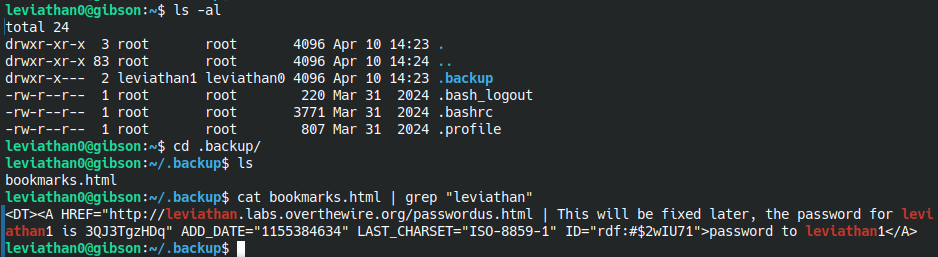 leviathan0@gibson:~$ ls -al
total 24
drwxr-xr-x  3 root       root       4096 Apr 10 14:23 .
drwxr-xr-x 83 root       root       4096 Apr 10 14:24 ..
drwxr-x---  2 leviathan1 leviathan0 4096 Apr 10 14:23 .backup
-rw-r--r--  1 root       root        220 Mar 31  2024 .bash_logout
-rw-r--r--  1 root       root       3771 Mar 31  2024 .bashrc
-rw-r--r--  1 root       root        807 Mar 31  2024 .profile
leviathan0@gibson:~$ cd .backup/
leviathan0@gibson:~/.backup$ ls
bookmarks.html
leviathan0@gibson:~/.backup$ cat bookmarks.html | grep "leviathan"
<DT><A HREF="http://leviathan.labs.overthewire.org/passwordus.html | This will be fixed later, the password for levi
athan1 is 3QJ3TgzHDq" ADD_DATE="1155384634" LAST_CHARSET="ISO-8859-1" ID="rdf:#$2wIU71">password to leviathan1</A>
leviathan0@gibson:~/.backup$